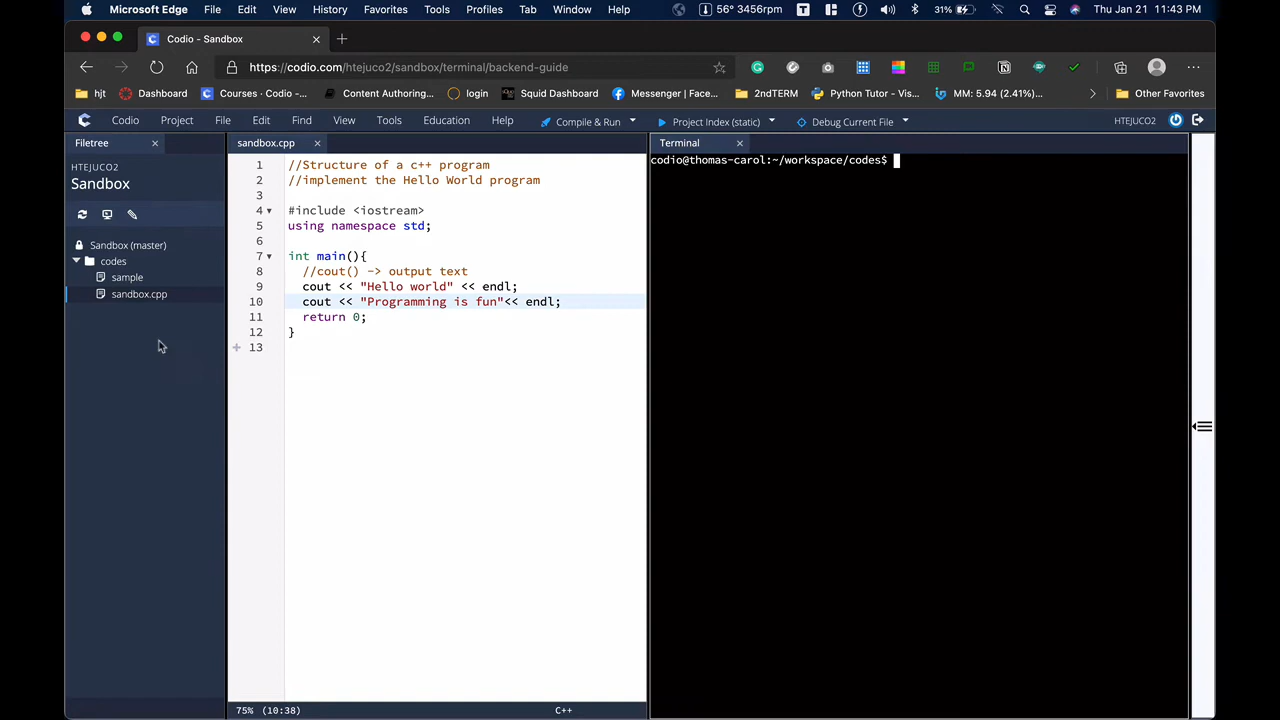 Microsoft Edge File Edit View History Favorites Tools Profiles Tab Window Help 56° 3456rpm T 31% Thu Jan 21 11:43 PM
Codio - Sandbox
https://codio.com/htejuco2/sandbox/terminal/backend-guide
hjt Dashboard Courses - Codio -... Content Authoring... login Squid Dashboard Messenger | Face... 2ndTERM Python Tutor - Vis... MM: 5.94 (2.41%)... Other Favorites
Codio Project File Edit Find View Tools Education Help Compile & Run Project Index (static) Debug Current File HTEJUCO2
Filetree
HTEJUCO2
Sandbox
Sandbox (master)
codes
sample
sandbox.cpp
sandbox.cpp
1 //Structure of a c++ program
2 //implement the Hello World program
3
4 #include <iostream>
5 using namespace std;
6
7 int main(){
8 //cout() -> output text
9 cout << "Hello world" << endl;
10 cout << "Programming is fun"<< endl;
11 return 0;
12 }
13
75% (10:38) C++
Terminal
codio@thomas-carol:~/workspace/codes$